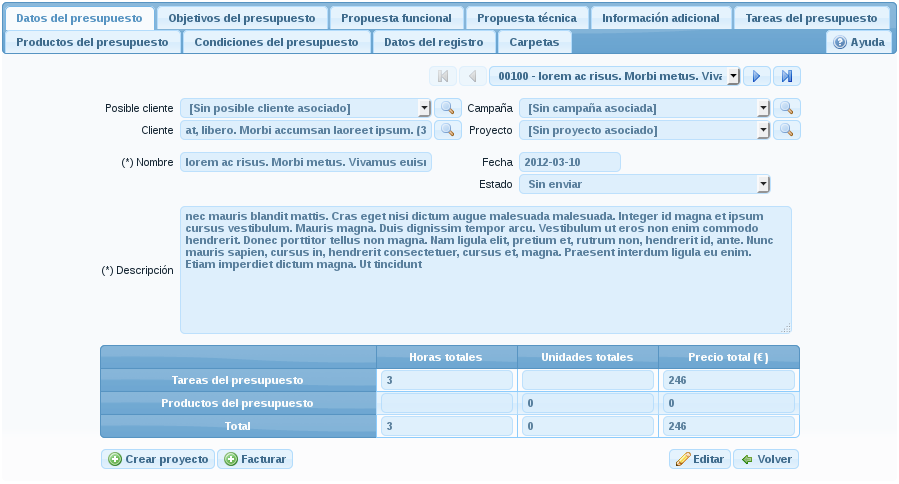 Datos del presupuesto Objetivos del presupuesto Propuesta funcional Propuesta técnica Información adicional Tareas del presupuesto
Productos del presupuesto Condiciones del presupuesto Datos del registro Carpetas Ayuda
00100 - lorem ac risus. Morbi metus. Viva
Posible cliente [Sin posible cliente asociado] Campaña [Sin campaña asociada]
Cliente at, libero. Morbi accumsan laoreet ipsum. (3 Proyecto [Sin proyecto asociado]
(*) Nombre lorem ac risus. Morbi metus. Vivamus euisr Fecha 2012-03-10
Estado Sin enviar
(*) Descripción
nec mauris blandit mattis. Cras eget nisi dictum augue malesuada malesuada. Integer id magna et ipsum
cursus vestibulum. Mauris magna. Duis dignissim tempor arcu. Vestibulum ut eros non enim commodo
hendrerit. Donec porttitor tellus non magna. Nam ligula elit, pretium et, rutrum non, hendrerit id, ante. Nunc
mauris sapien, cursus in, hendrerit consectetuer, cursus et, magna. Praesent interdum ligula eu enim.
Etiam imperdiet dictum magna. Ut tincidunt
Horas totales Unidades totales Precio total (€)
Tareas del presupuesto 3 246
Productos del presupuesto 0 0
Total 3 0 246
Crear proyecto Facturar Editar Volver